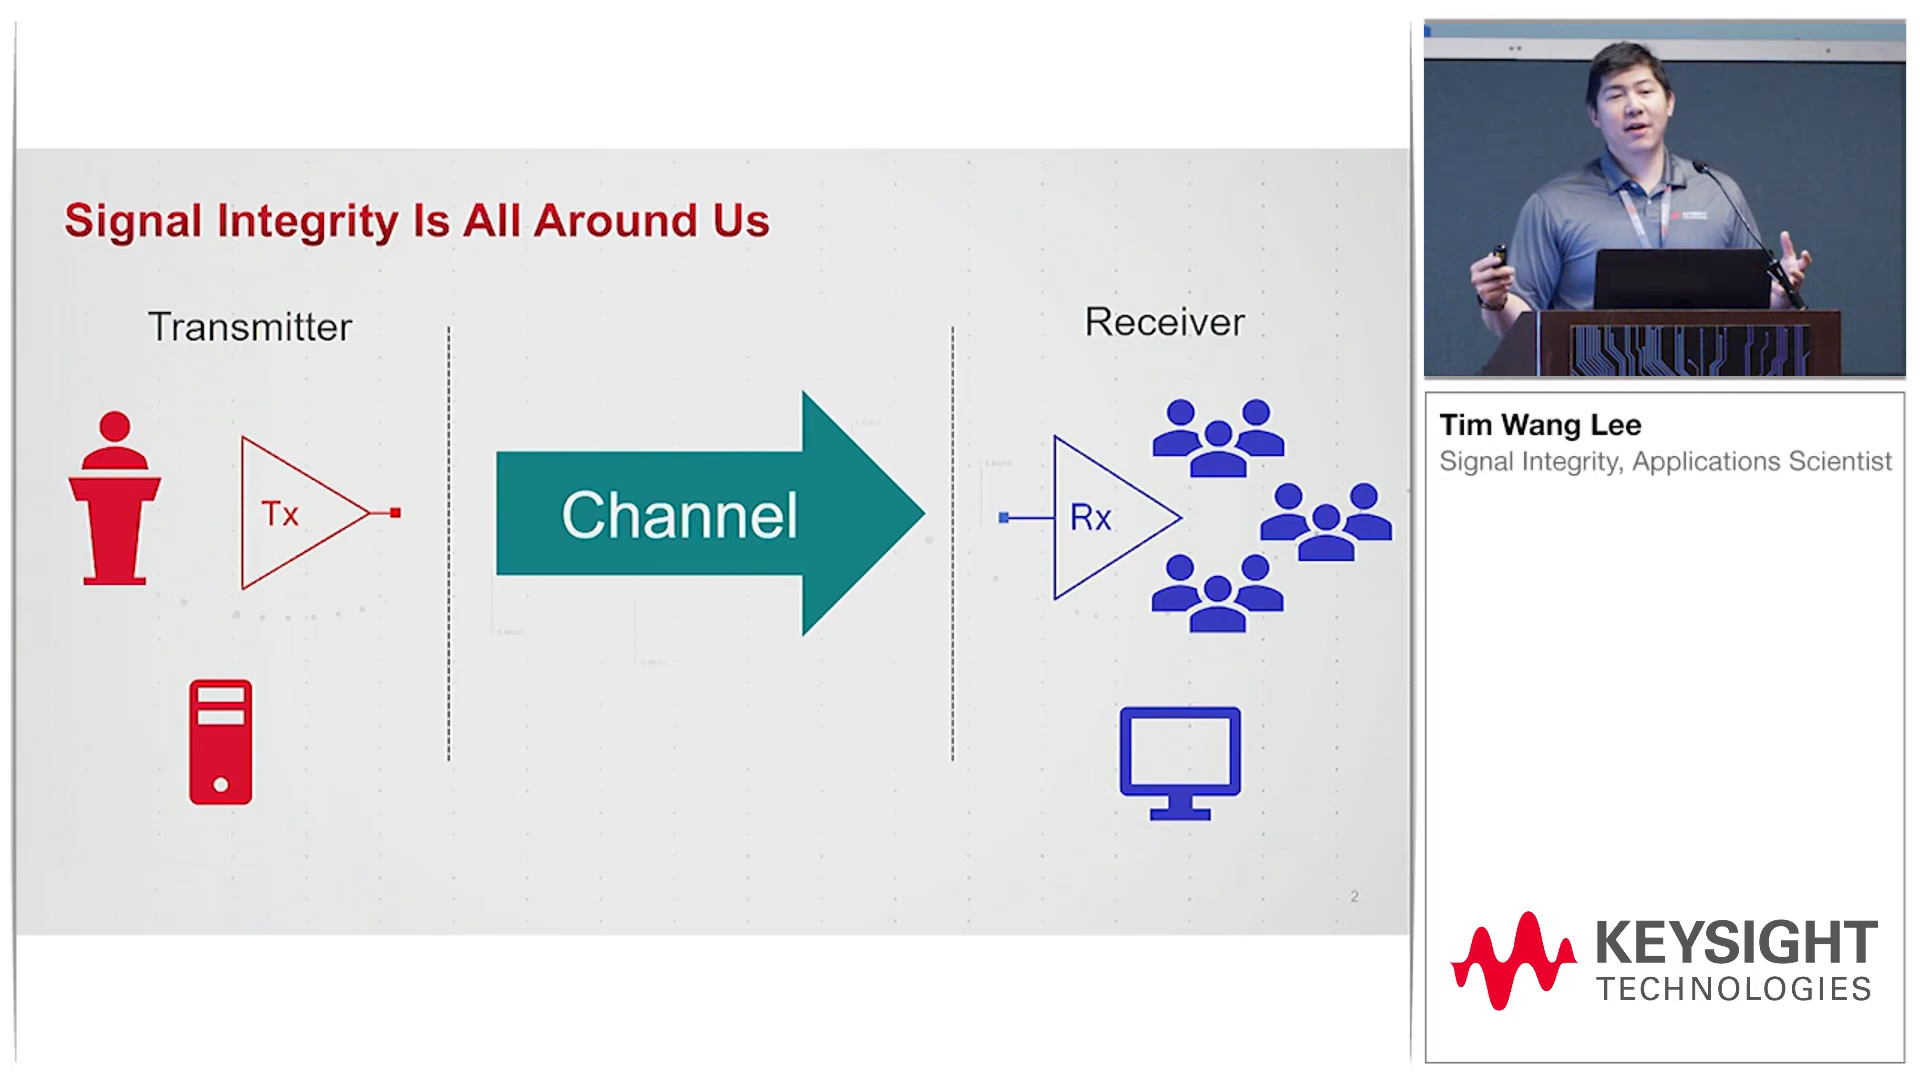 Signal Integrity Is All Around Us
Transmitter
Receiver
Tx
Channel
Rx
2
Tim Wang Lee
Signal Integrity, Applications Scientist
KEYSIGHT
TECHNOLOGIES